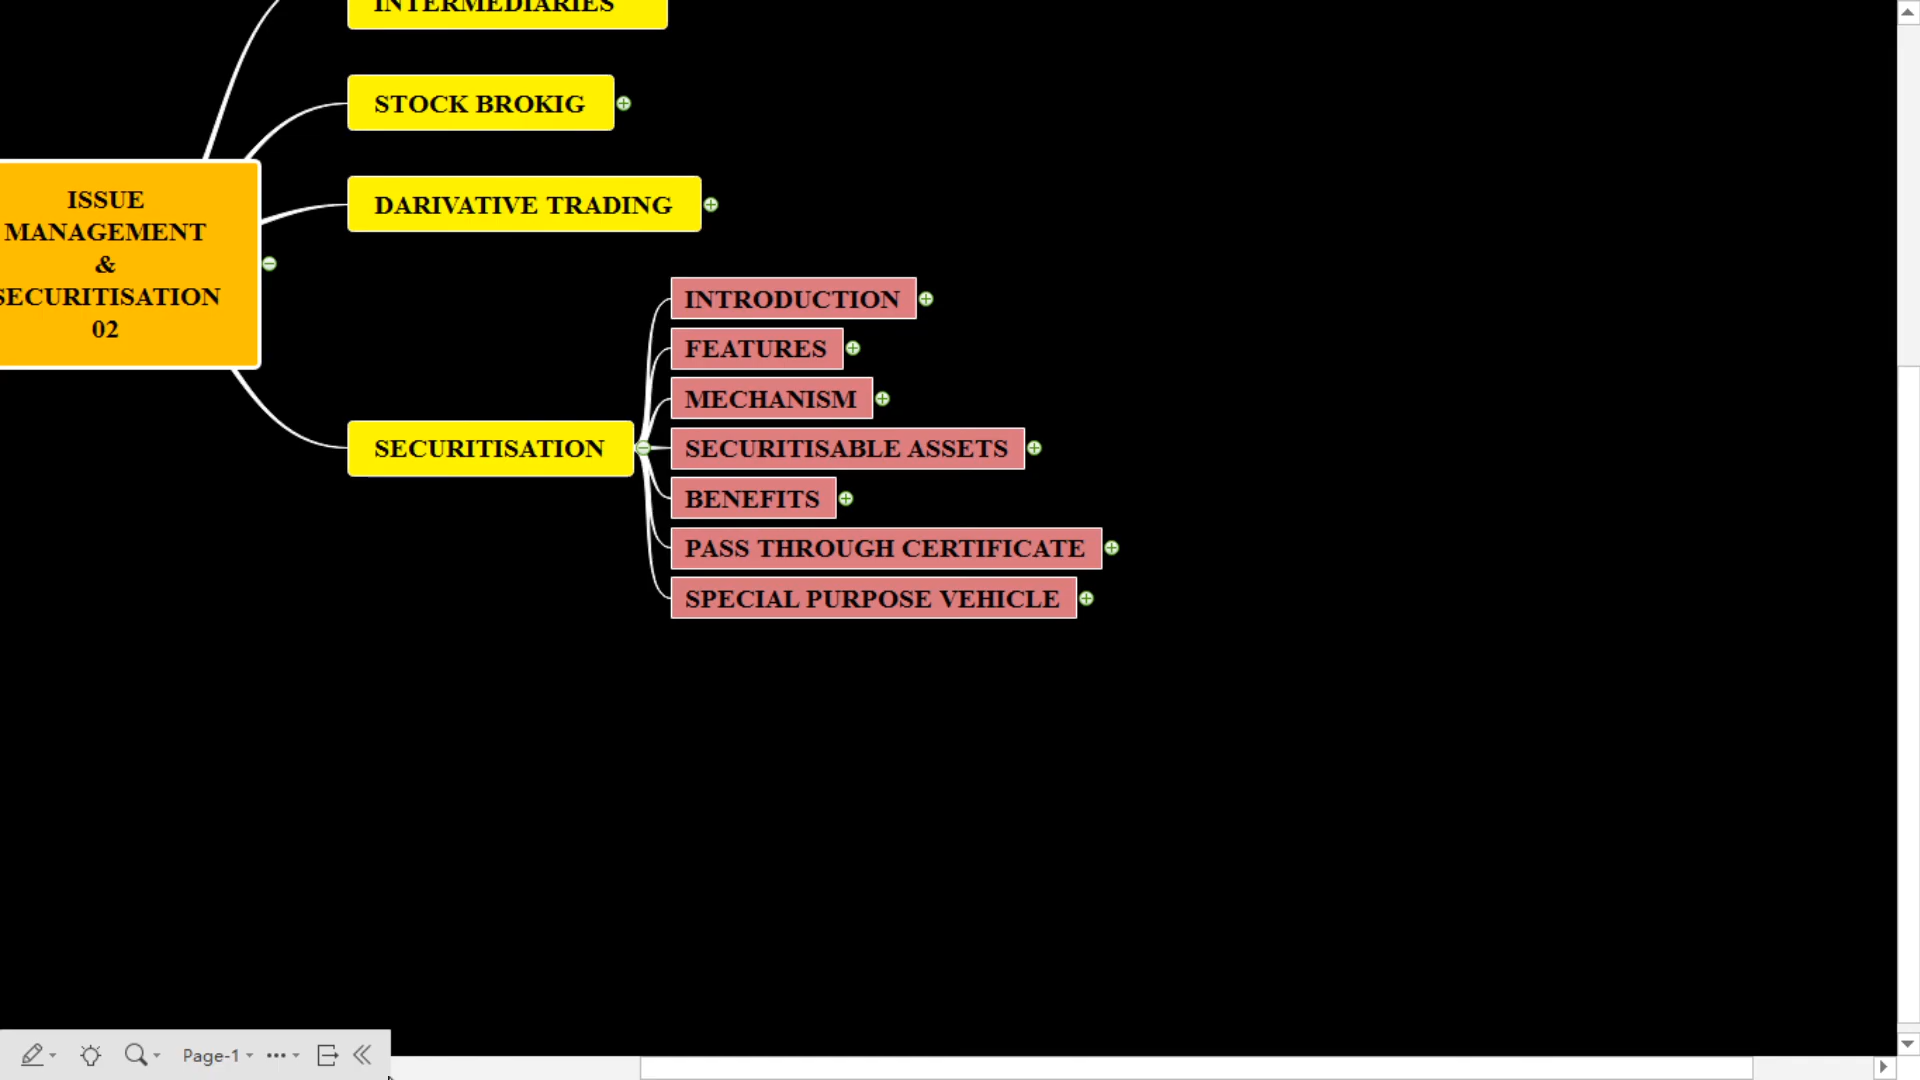 INTERMEDIARIES
STOCK BROKIG
DARIVATIVE TRADING
ISSUE
MANAGEMENT
&
SECURITISATION
02
SECURITISATION
INTRODUCTION
FEATURES
MECHANISM
SECURITISABLE ASSETS
BENEFITS
PASS THROUGH CERTIFICATE
SPECIAL PURPOSE VEHICLE
Page-1